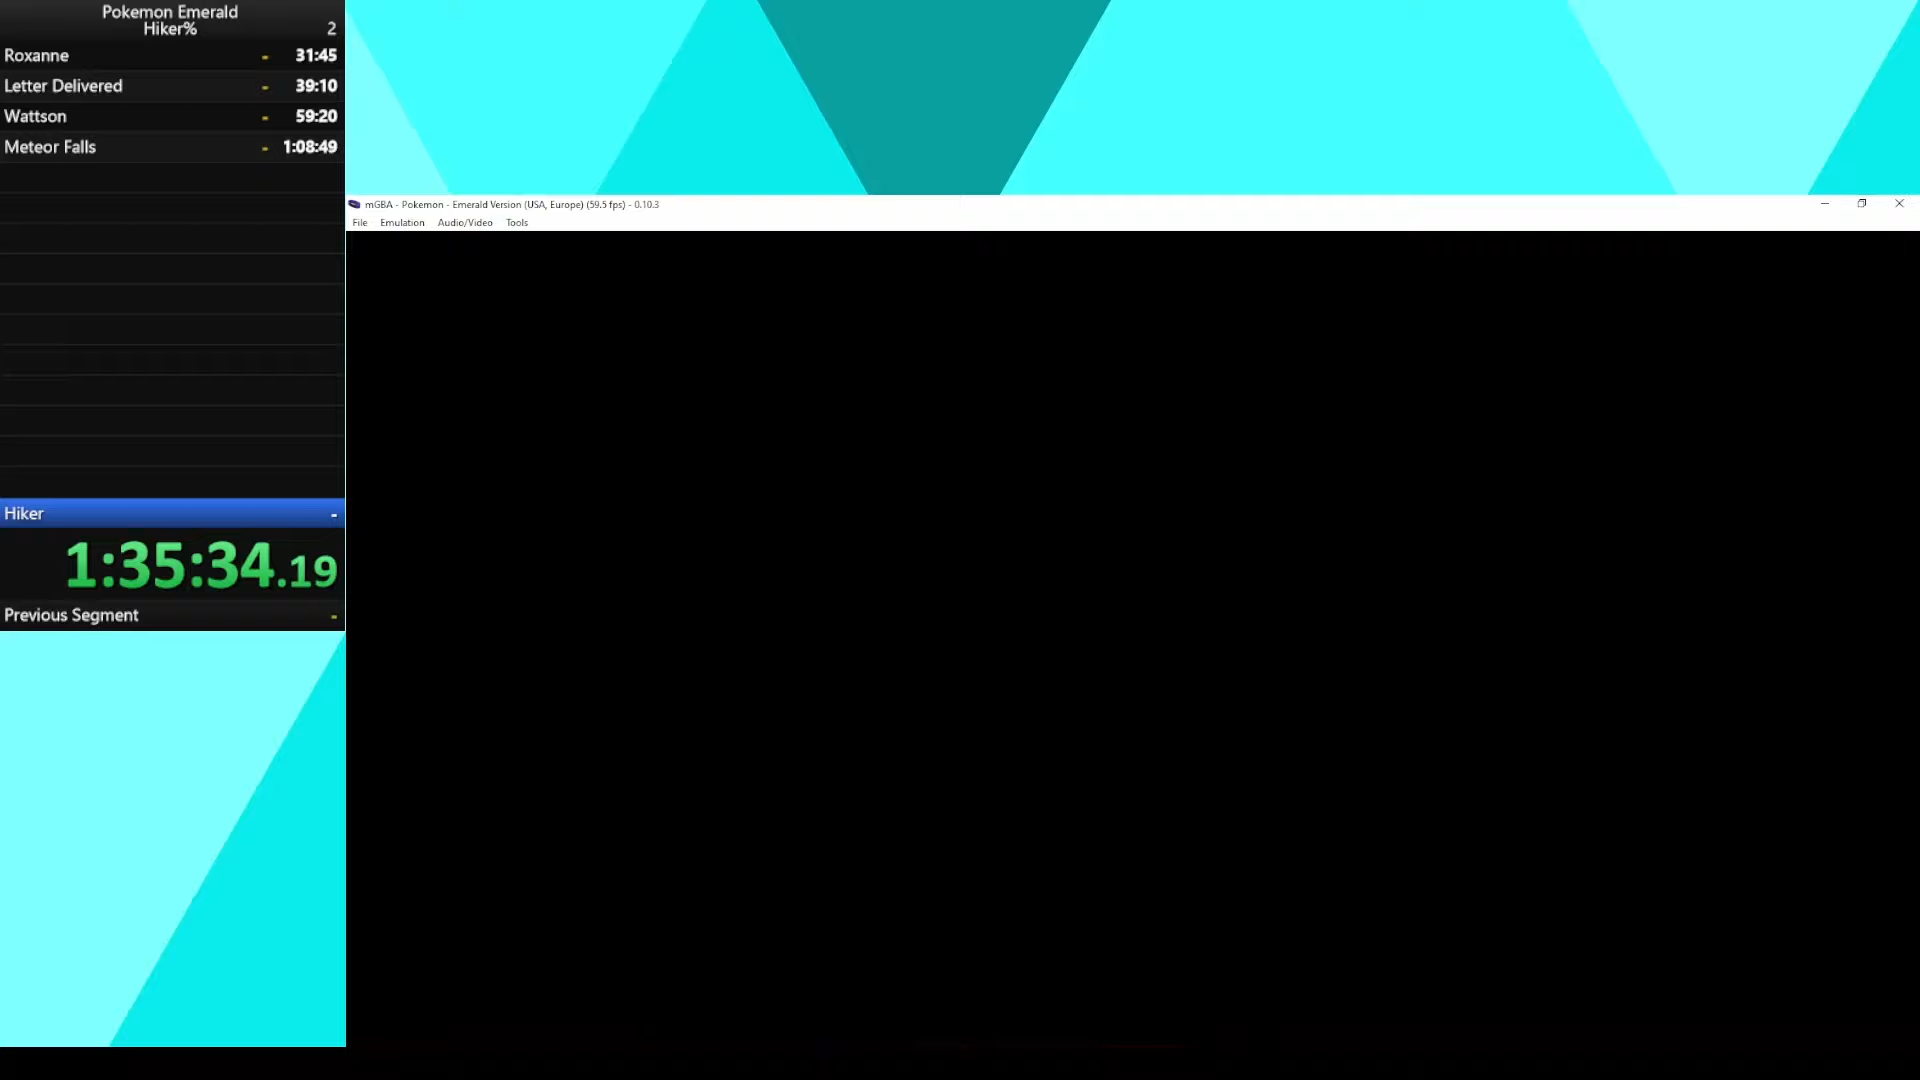 Pokemon Emerald
Hiker%
2
Roxanne - 31:45
Letter Delivered - 39:10
Wattson - 59:20
Meteor Falls - 1:08:49
mGBA - Pokemon - Emerald Version (USA, Europe) (59.5 fps) - 0.10.3
File Emulation Audio/Video Tools
Hiker -
1:35:34.19
Previous Segment -